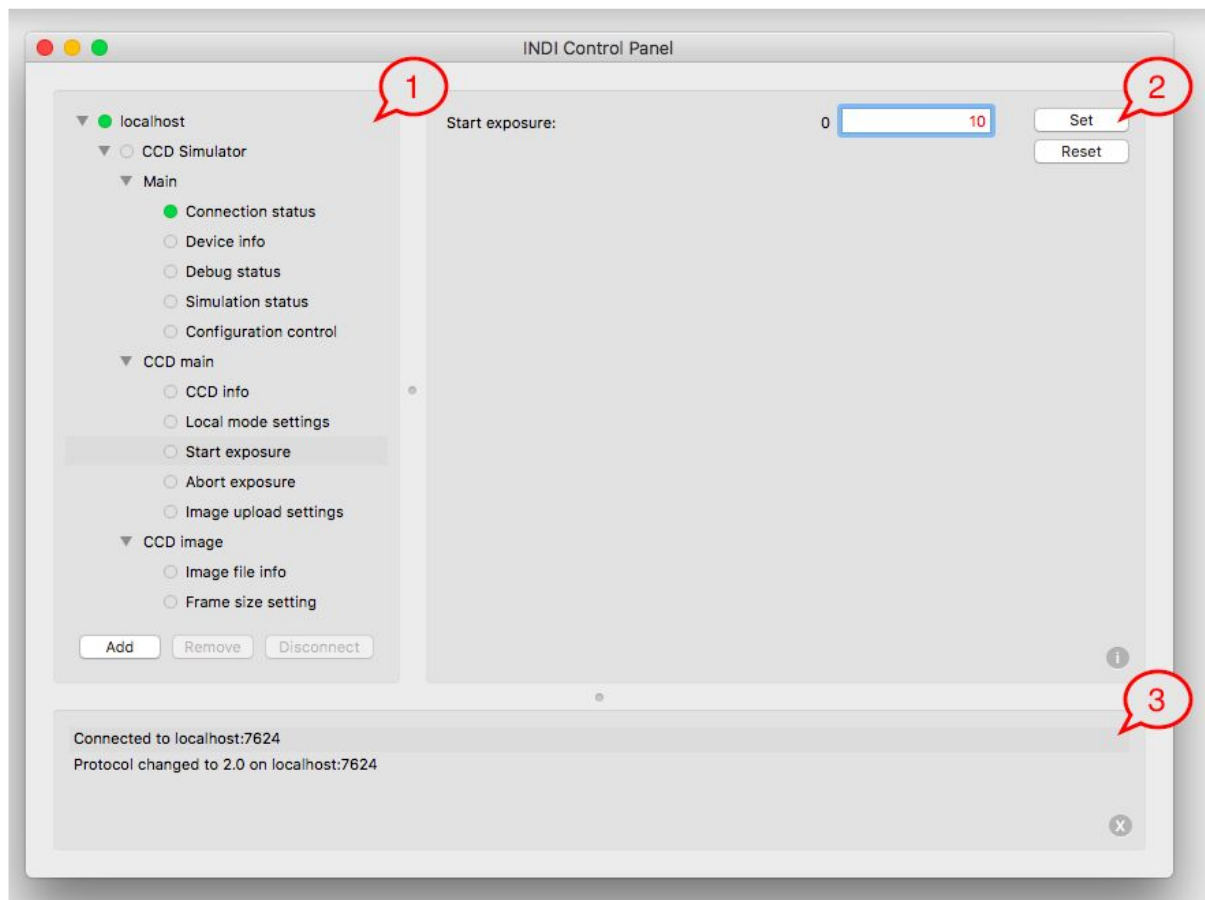 INDI Control Panel
1
2
localhost
CCD Simulator
Main
Connection status
Device info
Debug status
Simulation status
Configuration control
CCD main
CCD info
Local mode settings
Start exposure
Abort exposure
Image upload settings
CCD image
Image file info
Frame size setting
Add Remove Disconnect
Start exposure: 0 10 Set
Reset
i
3
Connected to localhost:7624
Protocol changed to 2.0 on localhost:7624
X